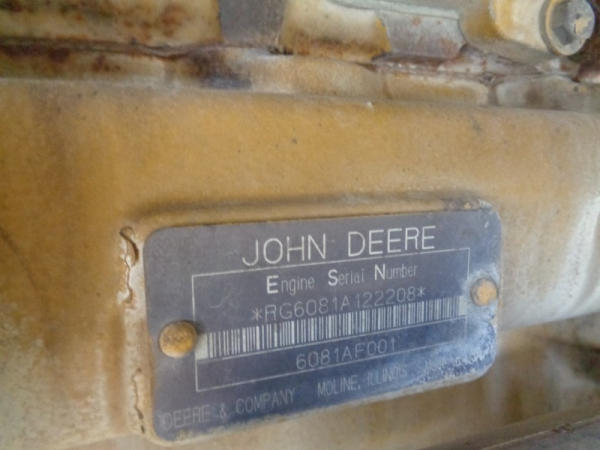 JOHN DEERE
Engine Serial Number
*RG6081A122208*
6081AF001
DEERE & COMPANY MOLINE, ILLINOIS